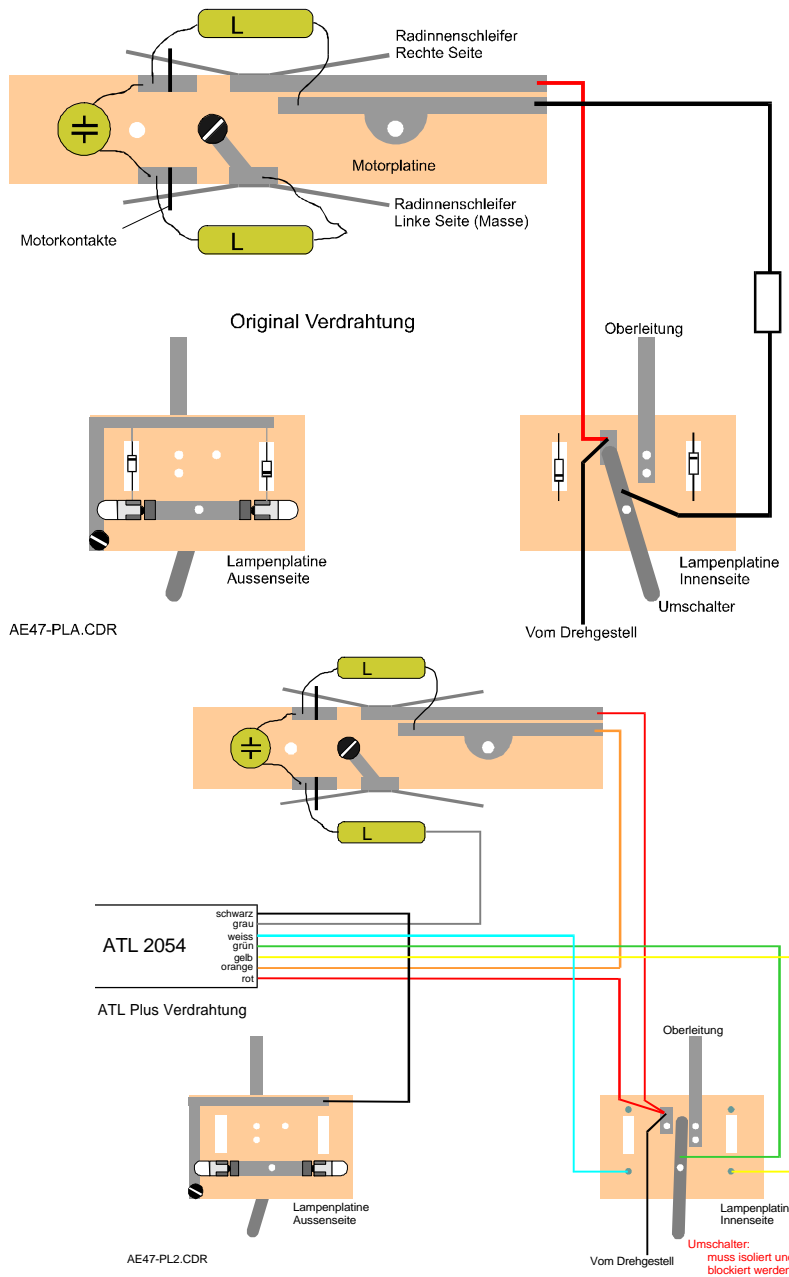 L
Radinnenschleifer
Rechte Seite
Motorplatine
Radinnenschleifer
Linke Seite (Masse)
Motorkontakte
L
Original Verdrahtung
Oberleitung
Lampenplatine
Aussenseite
Lampenplatine
Innenseite
Umschalter
Vom Drehgestell
AE47-PLA.CDR
L
L
schwarz
grau
weiss
grün
gelb
orange
rot
ATL 2054
ATL Plus Verdrahtung
Oberleitung
Lampenplatine
Aussenseite
Lampenplatin
Innenseite
Umschalter:
muss isoliert und
blockiert werder
Vom Drehgestell
AE47-PL2.CDR